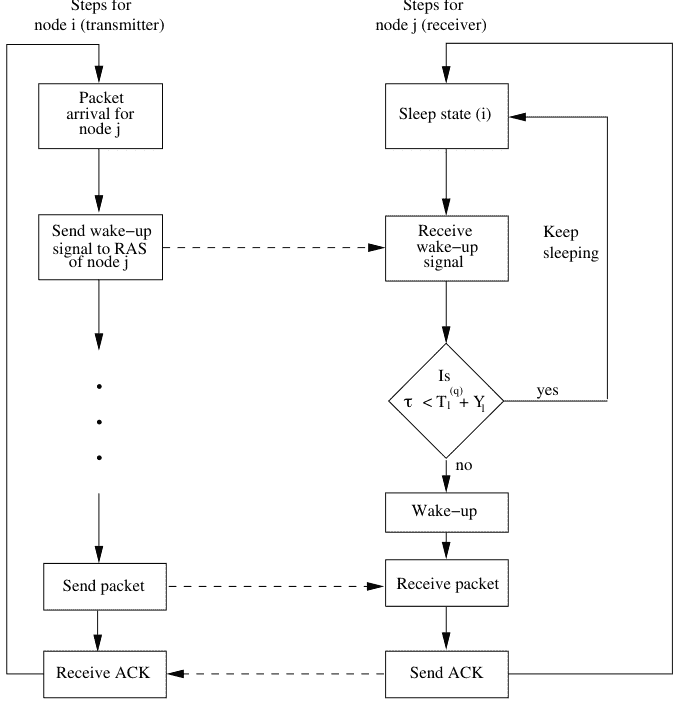 Steps for
node i (transmitter)
Packet
arrival for
node j
Send wake−up
signal to RAS
of node j
Send packet
Receive ACK
Steps for
node j (receiver)
Sleep state (i)
Receive
wake−up
signal
Keep
sleeping
Is
τ < T₁⁽q⁾ + Y₁
yes
no
Wake−up
Receive packet
Send ACK